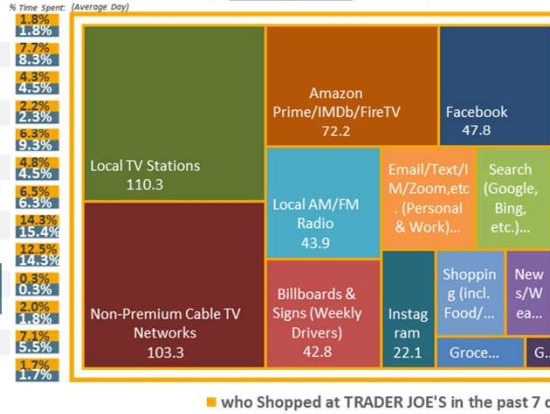 % Time Spent: (Average Day)
1.8%
1.8%
7.7%
8.3%
4.3%
4.5%
2.2%
2.3%
6.3%
9.3%
4.8%
4.5%
6.5%
6.3%
14.3%
15.4%
12.5%
14.3%
0.3%
0.3%
2.0%
1.8%
7.1%
5.5%
1.7%
1.7%
Local TV Stations
110.3
Non-Premium Cable TV
Networks
103.3
Amazon
Prime/IMDb/FireTV
72.2
Facebook
47.8
Local AM/FM
Radio
43.9
Email/Text/I
M/Zoom,etc
. (Personal
& Work)...
Search
(Google,
Bing,
etc.)...
Billboards &
Signs (Weekly
Drivers)
42.8
Instag
ram
22.1
Shoppin
g (incl.
Food/...
New
s/W
ea...
Groce...
G..
who Shopped at TRADER JOE'S in the past 7 d